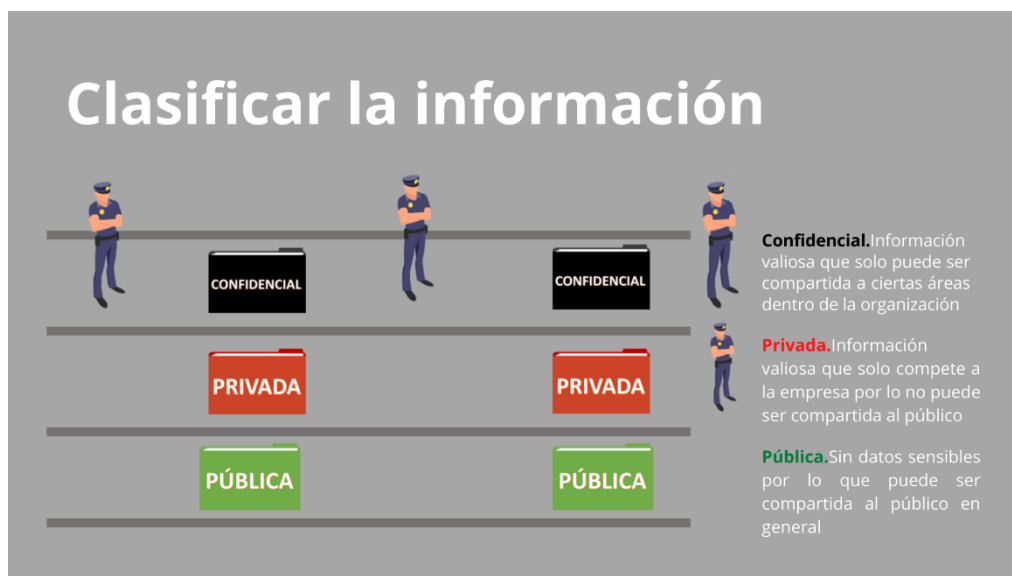 Clasificar la información
CONFIDENCIAL
CONFIDENCIAL
PRIVADA
PRIVADA
PÚBLICA
PÚBLICA
Confidencial.Información
valiosa que solo puede ser
compartida a ciertas áreas
dentro de la organización
Privada.Información
valiosa que solo compete a
la empresa por lo no puede
ser compartida al público
Pública.Sin datos sensibles
por lo que puede ser
compartida al público en
general